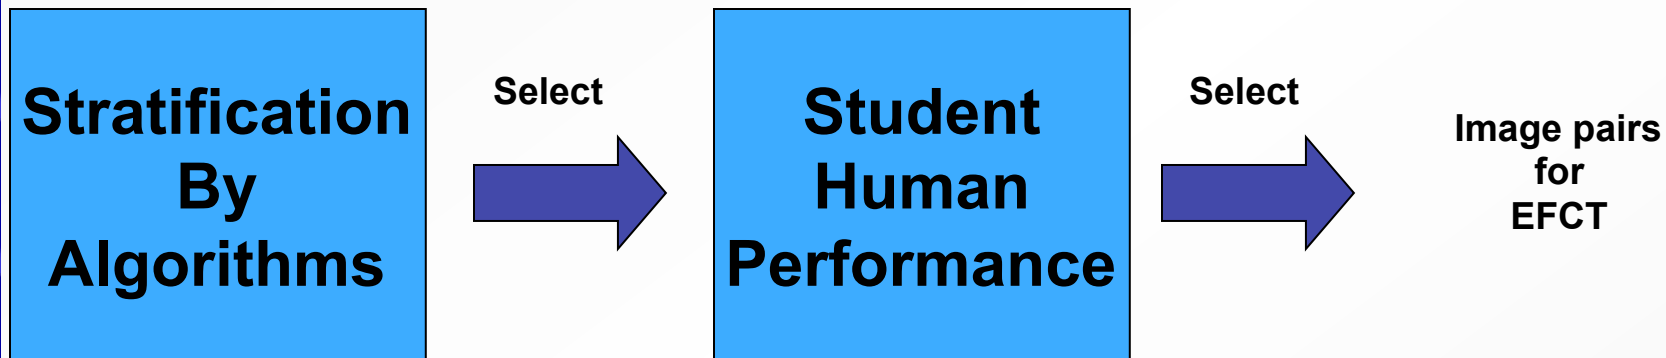 Stratification
By
Algorithms
Select
Student
Human
Performance
Select
Image pairs
for
EFCT